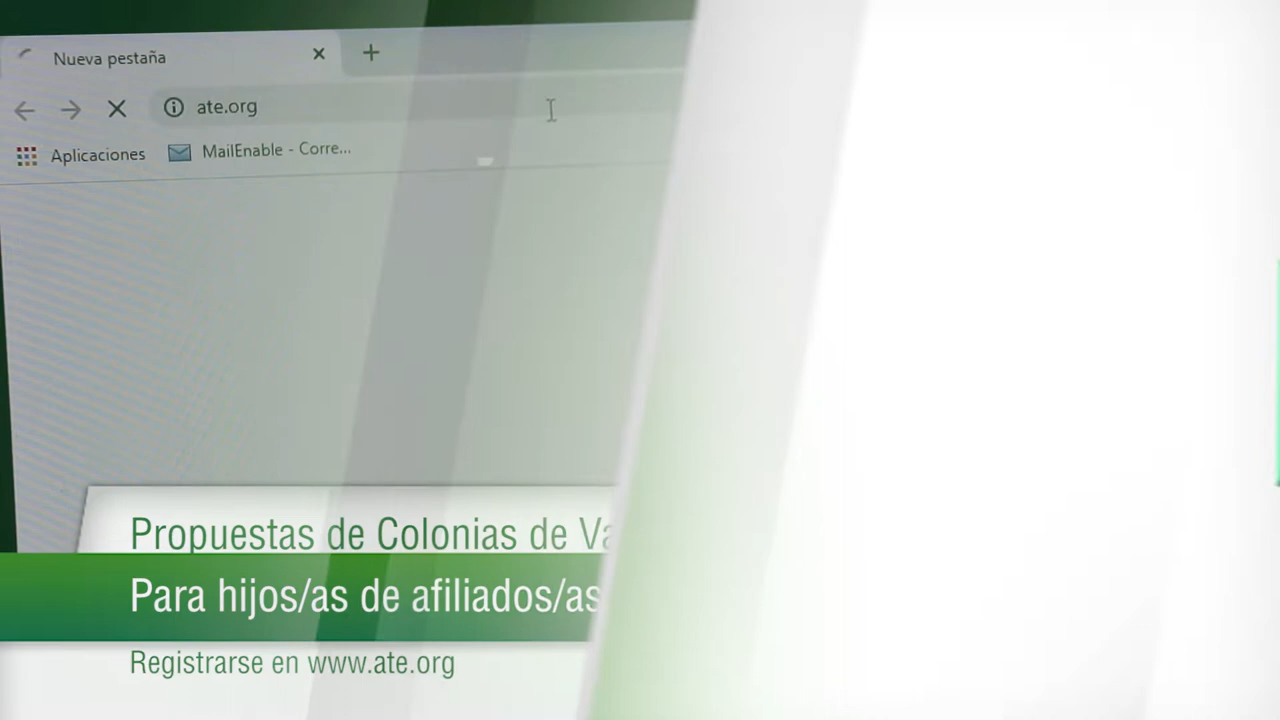 Nueva pestaña
ate.org
Aplicaciones MailEnable - Corre...
Propuestas de Colonias de
Para hijos/as de afiliados/as
Registrarse en www.ate.org